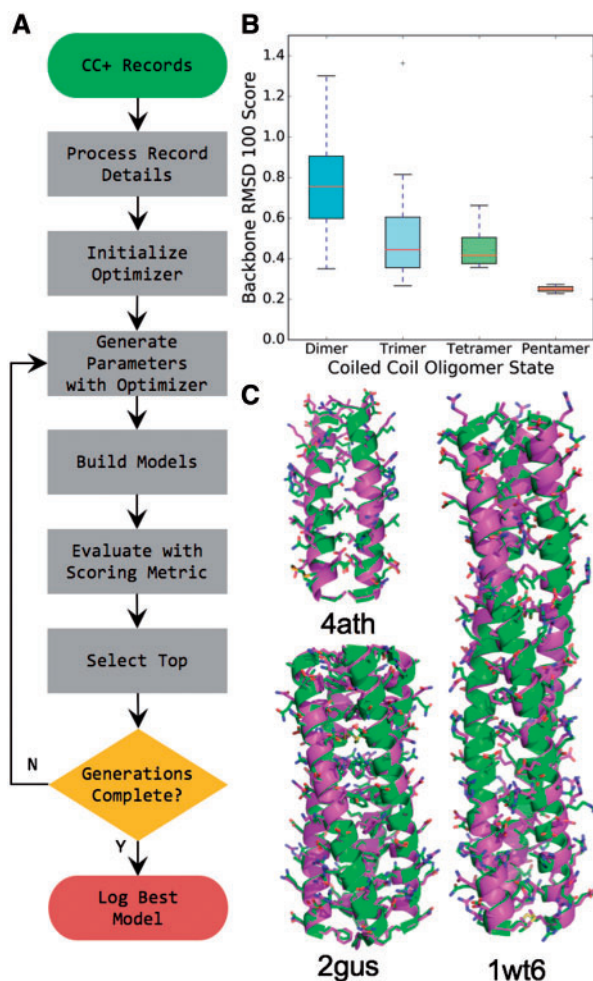 A
CC+ Records
Process Record
Details
Initialize
Optimizer
Generate
Parameters
with Optimizer
Build Models
Evaluate with
Scoring Metric
Select Top
N
Generations
Complete?
Y
Log Best
Model
B
Backbone RMSD 100 Score
1.4
1.2
1.0
0.8
0.6
0.4
0.2
0.0
Dimer Trimer Tetramer Pentamer
Coiled Coil Oligomer State
C
4ath
2gus
1wt6